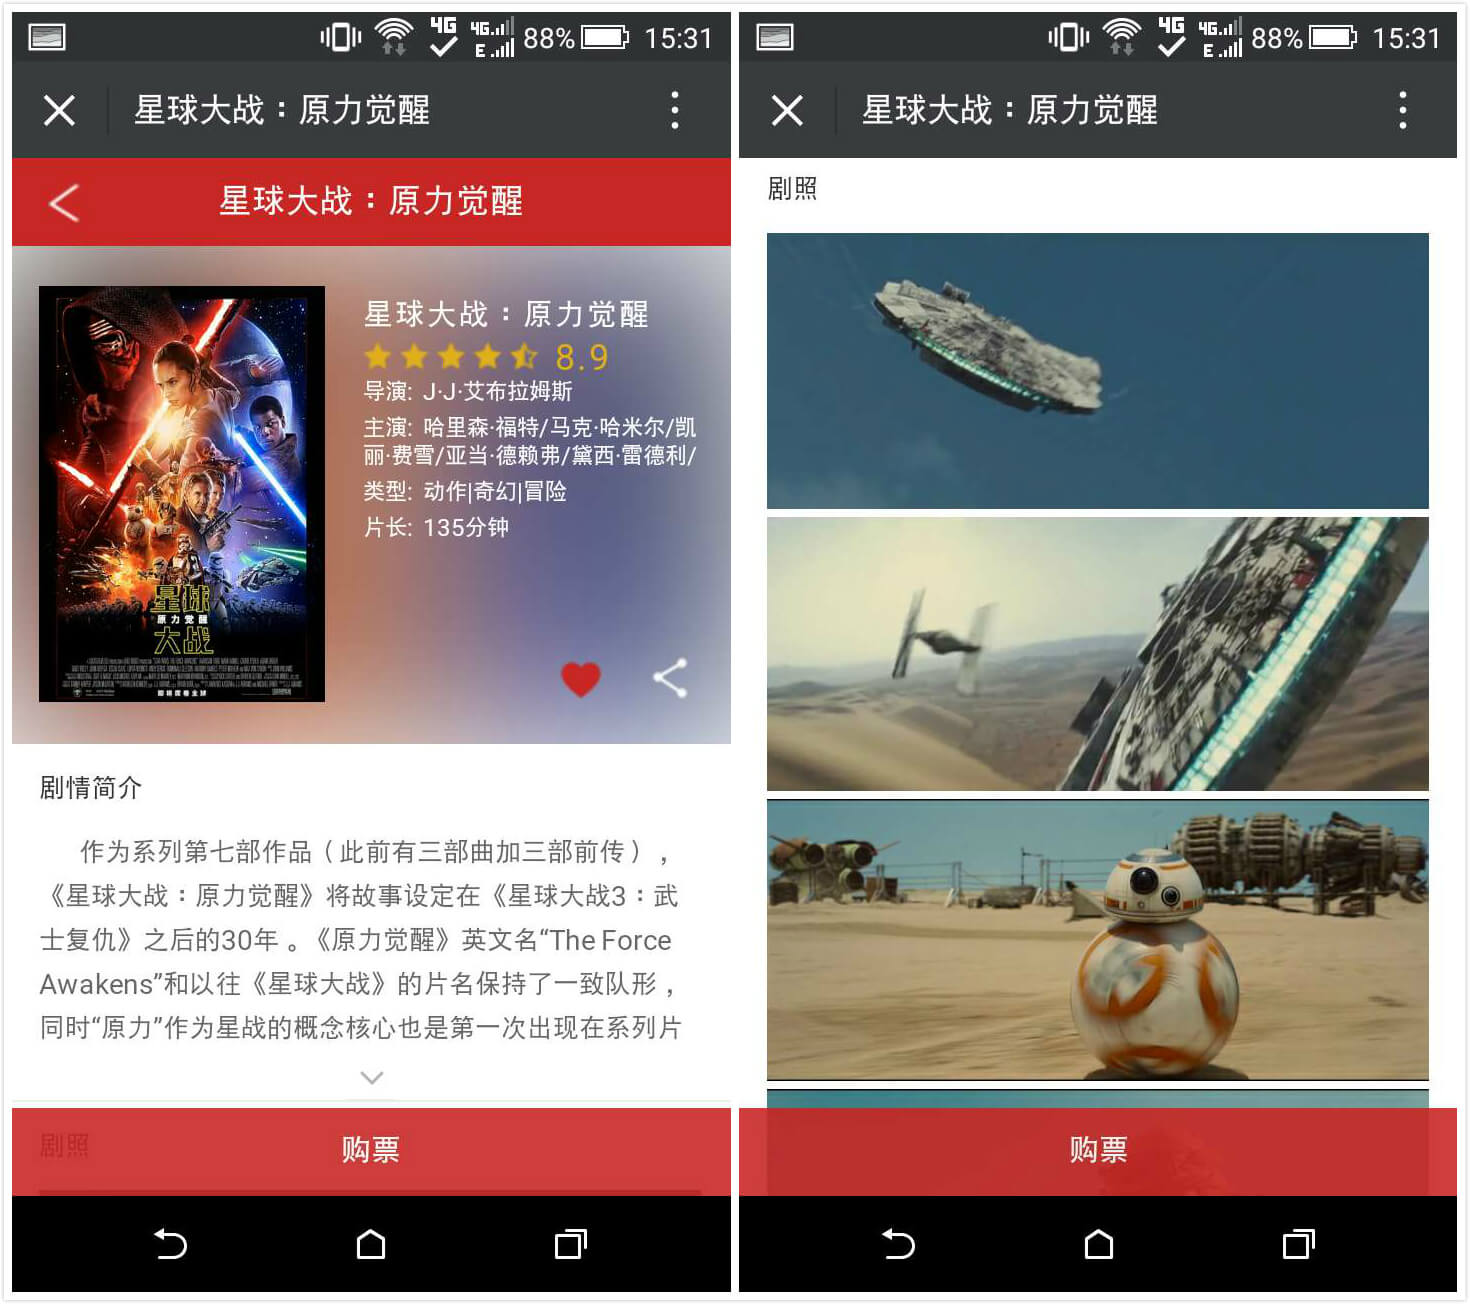 4G
4G
E
88%
15:31
星球大战：原力觉醒
星球大战：原力觉醒
星球
原力觉醒
大战
星球大战：原力觉醒
8.9
导演: J·J·艾布拉姆斯
主演: 哈里森·福特/马克·哈米尔/凯
丽·费雪/亚当·德赖弗/黛西·雷德利/
类型: 动作|奇幻|冒险
片长: 135分钟
剧情简介
作为系列第七部作品（此前有三部曲加三部前传），
《星球大战：原力觉醒》将故事设定在《星球大战3：武
士复仇》之后的30年。《原力觉醒》英文名“The Force
Awakens”和以往《星球大战》的片名保持了一致队形，
同时“原力”作为星战的概念核心也是第一次出现在系列片
剧照
购票
4G
4G
E
88%
15:31
星球大战：原力觉醒
剧照
购票